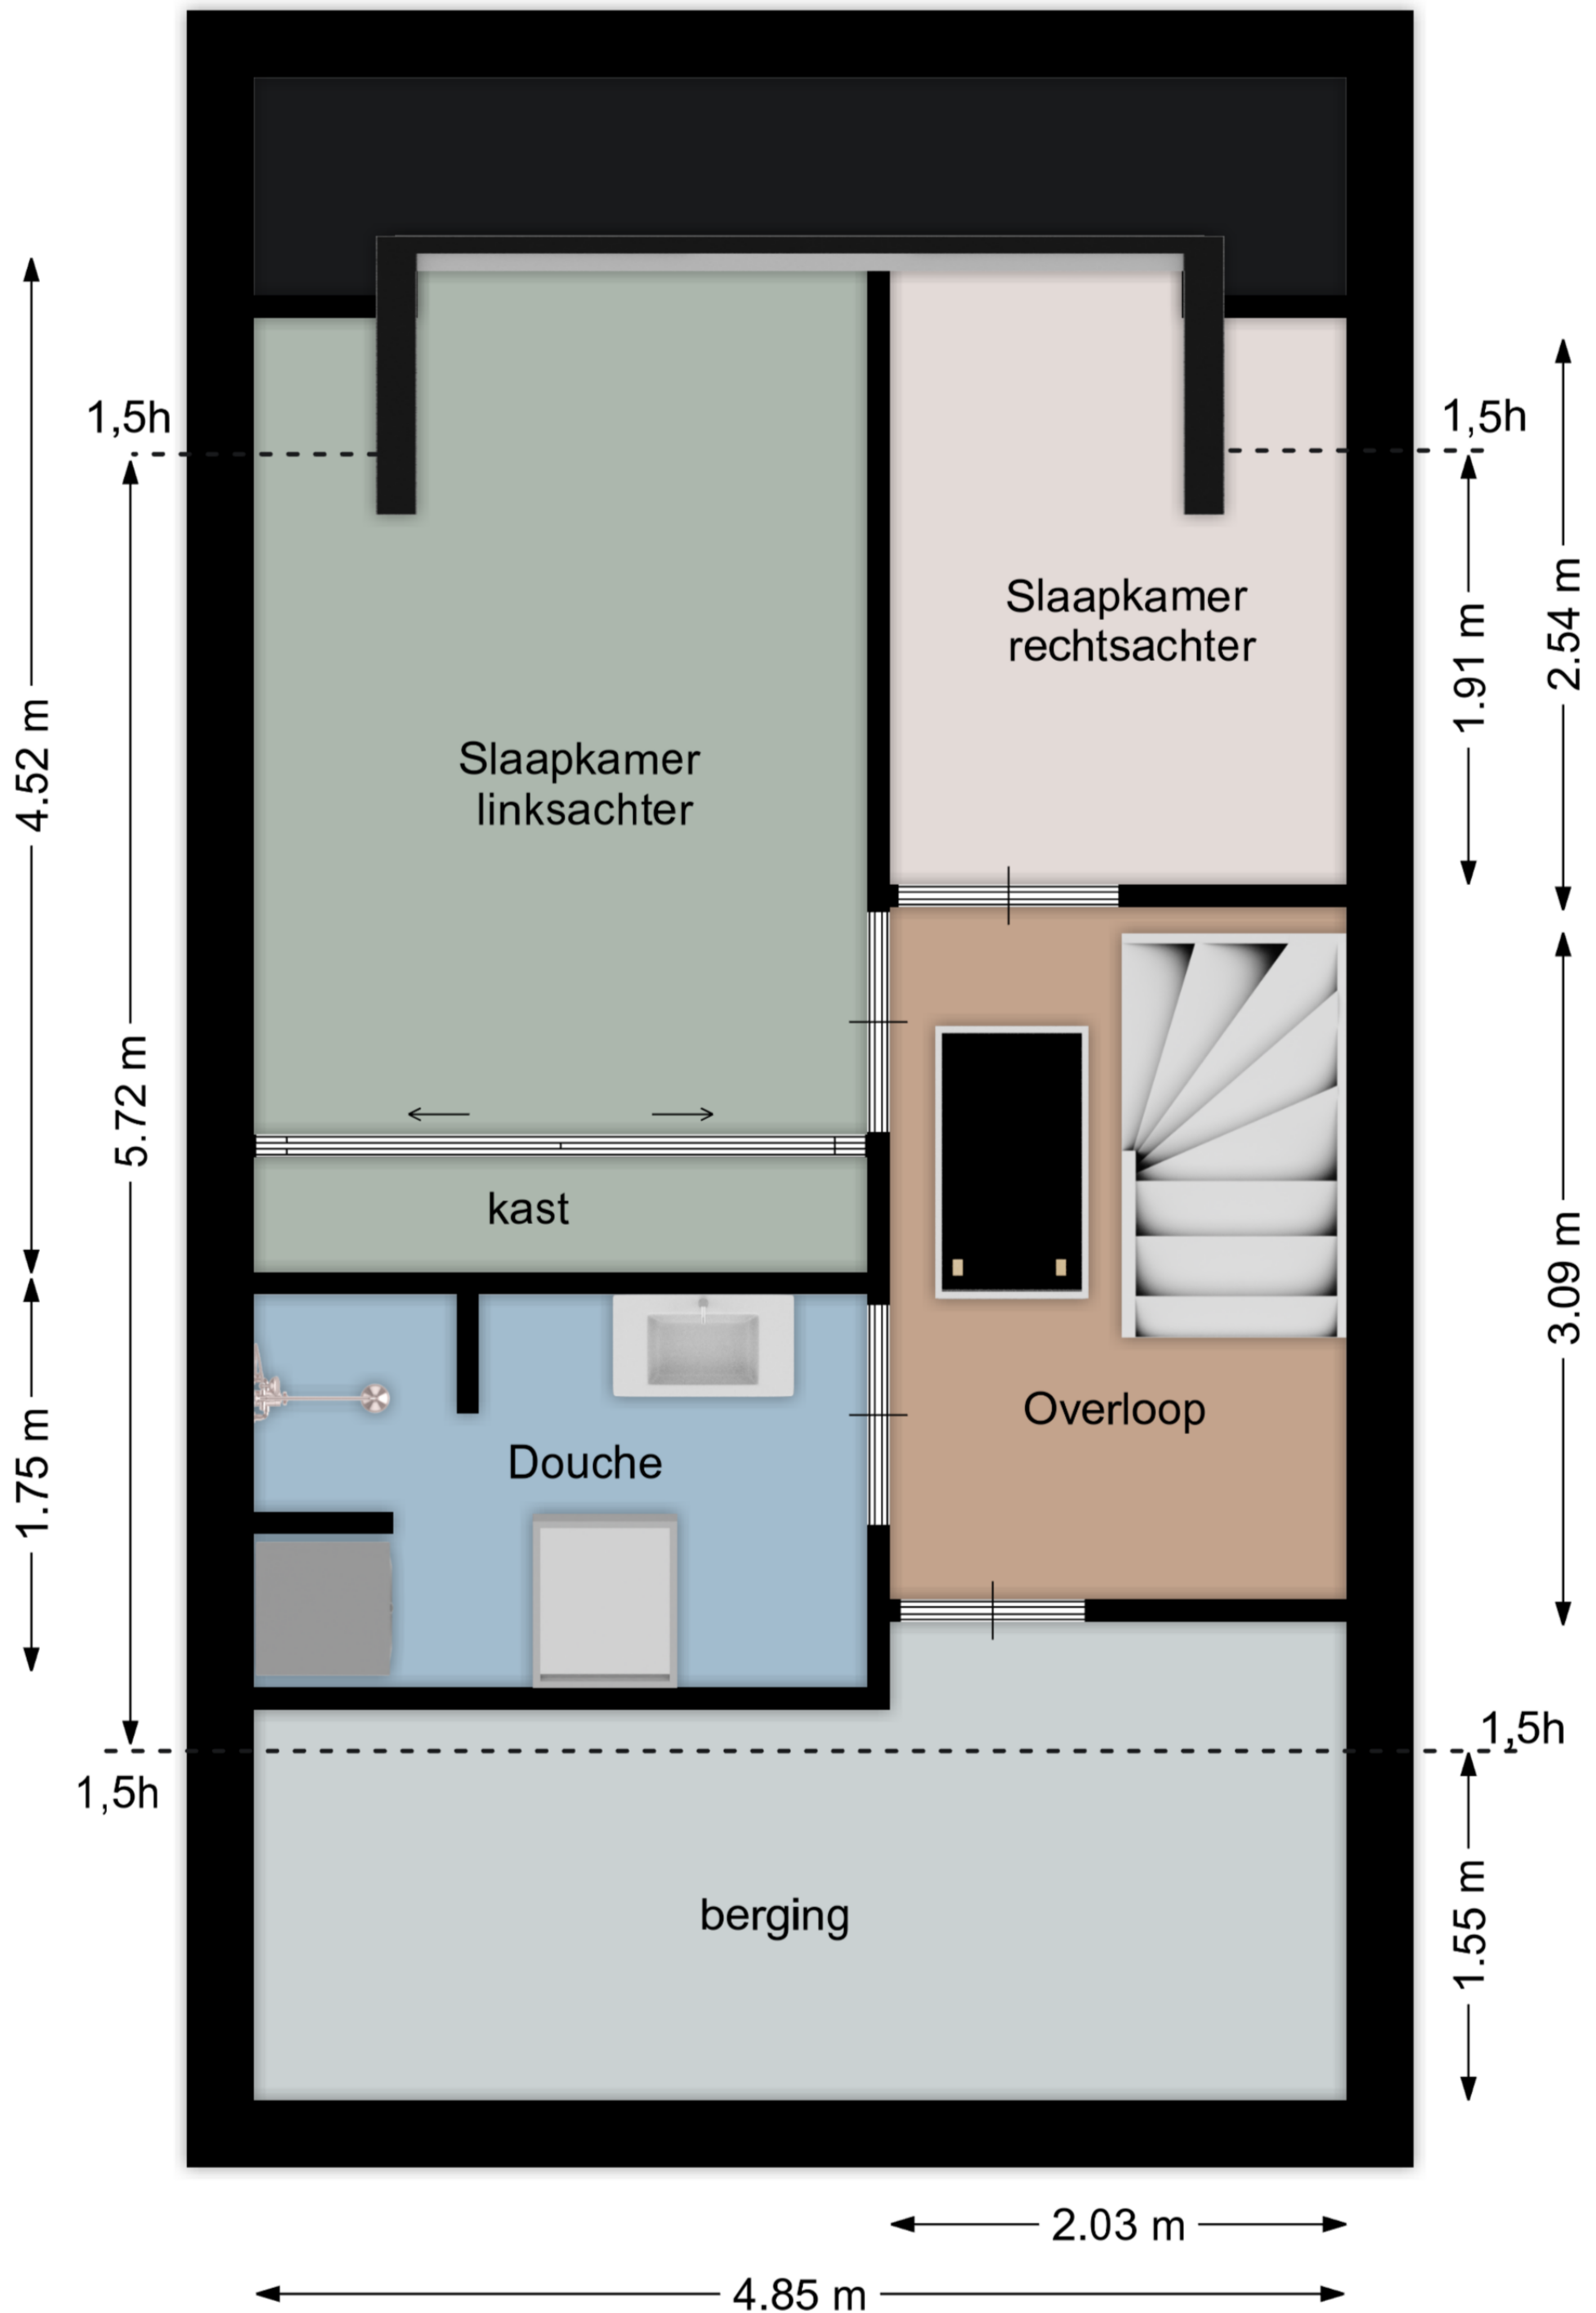 1,5h
1,5h
4.52 m
2.54 m
1.91 m
Slaapkamer
rechtsachter
Slaapkamer
linksachter
5.72 m
kast
3.09 m
Overloop
Douche
1.75 m
1,5h
1,5h
berging
1.55 m
2.03 m
4.85 m